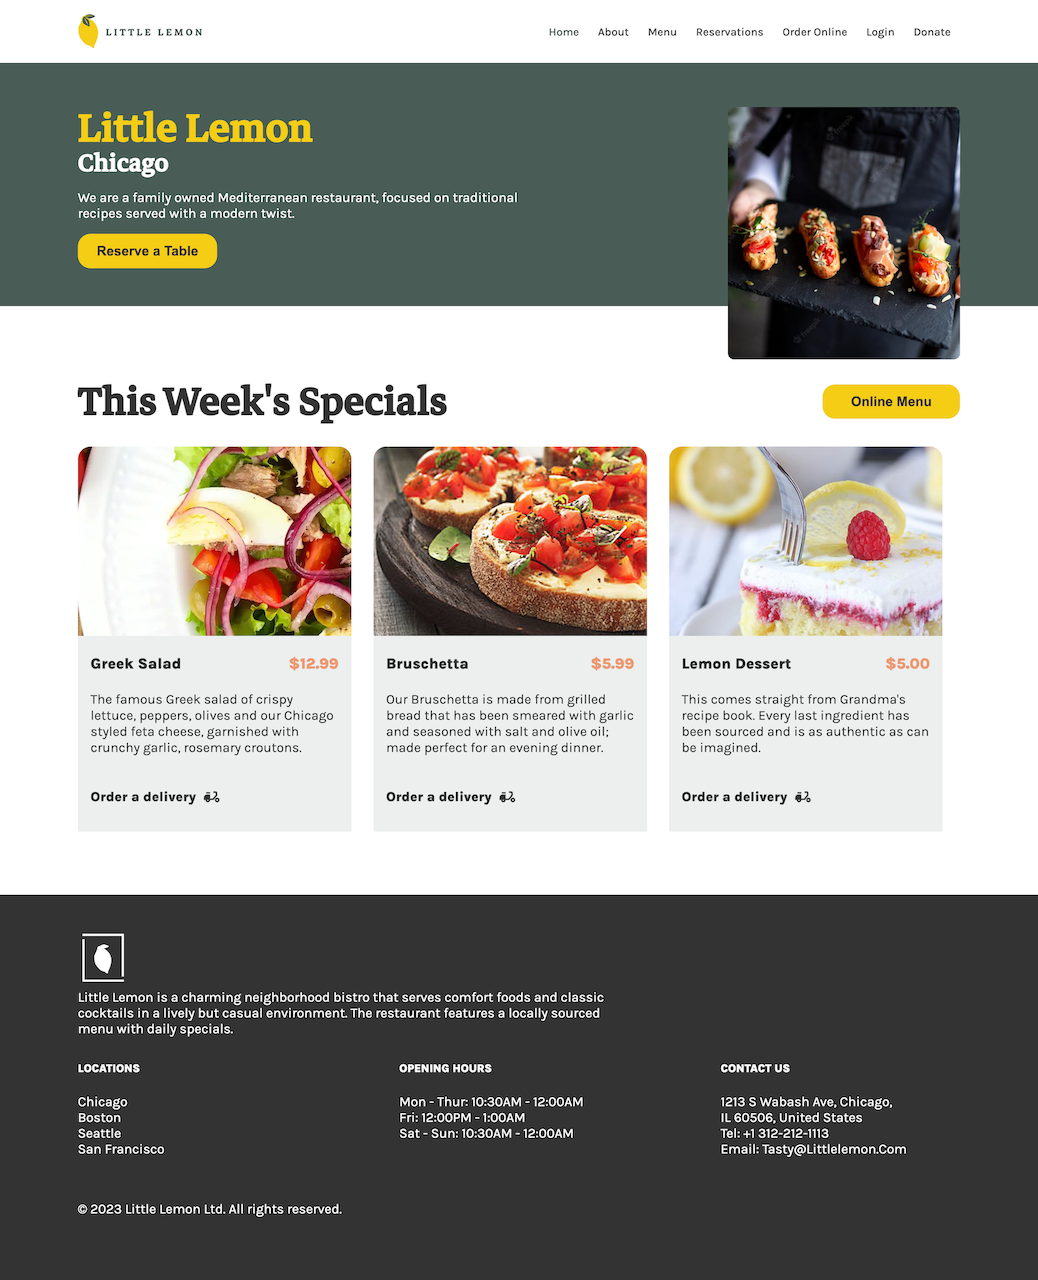 LITTLE LEMON
Home About Menu Reservations Order Online Login Donate
Little Lemon
Chicago
We are a family owned Mediterranean restaurant, focused on traditional
recipes served with a modern twist.
Reserve a Table
This Week's Specials
Online Menu
Greek Salad $12.99
The famous Greek salad of crispy
lettuce, peppers, olives and our Chicago
styled feta cheese, garnished with
crunchy garlic, rosemary croutons.
Order a delivery
Bruschetta $5.99
Our Bruschetta is made from grilled
bread that has been smeared with garlic
and seasoned with salt and olive oil;
made perfect for an evening dinner.
Order a delivery
Lemon Dessert $5.00
This comes straight from Grandma's
recipe book. Every last ingredient has
been sourced and is as authentic as can
be imagined.
Order a delivery
Little Lemon is a charming neighborhood bistro that serves comfort foods and classic
cocktails in a lively but casual environment. The restaurant features a locally sourced
menu with daily specials.
LOCATIONS
Chicago
Boston
Seattle
San Francisco
OPENING HOURS
Mon - Thur: 10:30AM - 12:00AM
Fri: 12:00PM - 1:00AM
Sat - Sun: 10:30AM - 12:00AM
CONTACT US
1213 S Wabash Ave, Chicago,
IL 60506, United States
Tel: +1 312-212-1113
Email: Tasty@Littlelemon.Com
© 2023 Little Lemon Ltd. All rights reserved.